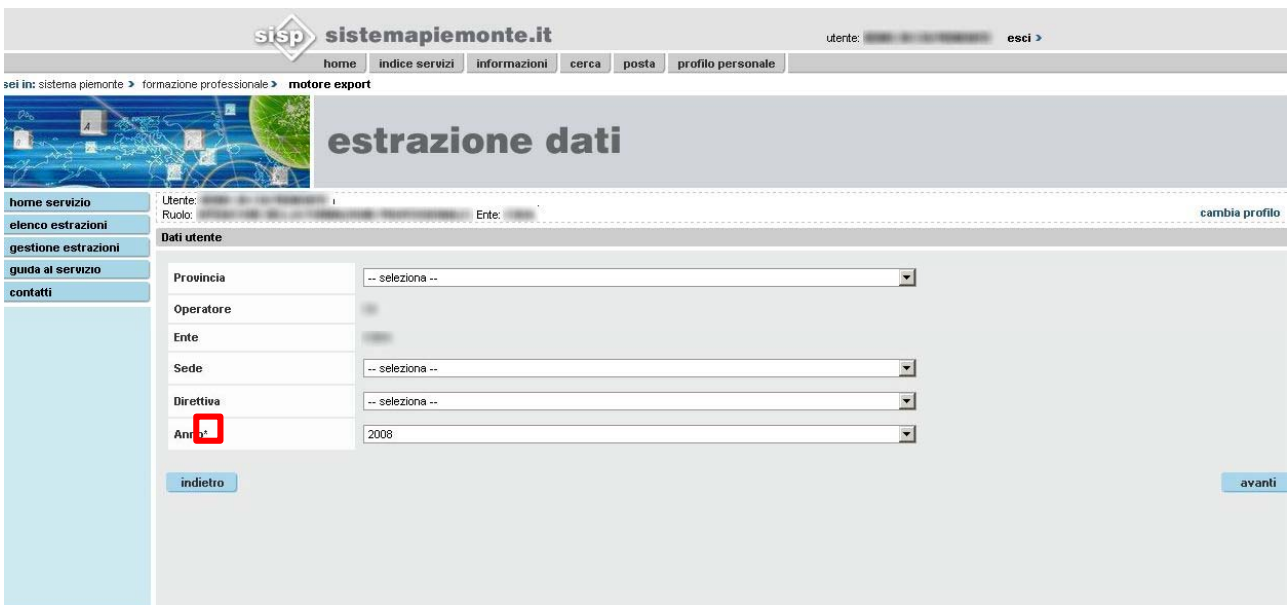 sisp sistemapiemonte.it
utente: esci >
home indice servizi informazioni cerca posta profilo personale
sei in: sistema piemonte > formazione professionale > motore export
estrazione dati
home servizio
elenco estrazioni
gestione estrazioni
guida al servizio
contatti
Utente:
Ruolo: Ente:
cambia profilo
Dati utente
Provincia -- seleziona --
Operatore
Ente
Sede -- seleziona --
Direttiva -- seleziona --
Anno* 2008
indietro avanti